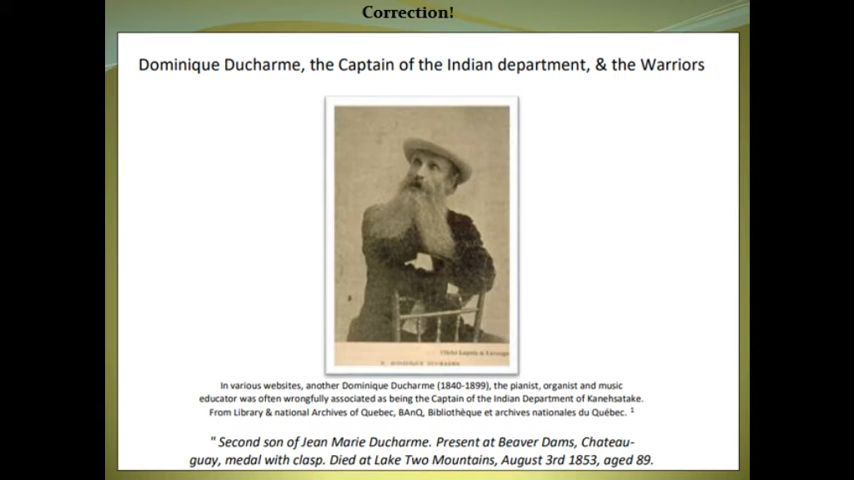 Correction!
Dominique Ducharme, the Captain of the Indian department, & the Warriors
In various websites, another Dominique Ducharme (1840-1899), the pianist, organist and music
educator was often wrongfully associated as being the Captain of the Indian Department of Kanehsatake.
From Library & national Archives of Quebec, BAnQ, Bibliothèque et archives nationales du Québec. 1
" Second son of Jean Marie Ducharme. Present at Beaver Dams, Chateau-
guay, medal with clasp. Died at Lake Two Mountains, August 3rd 1853, aged 89.